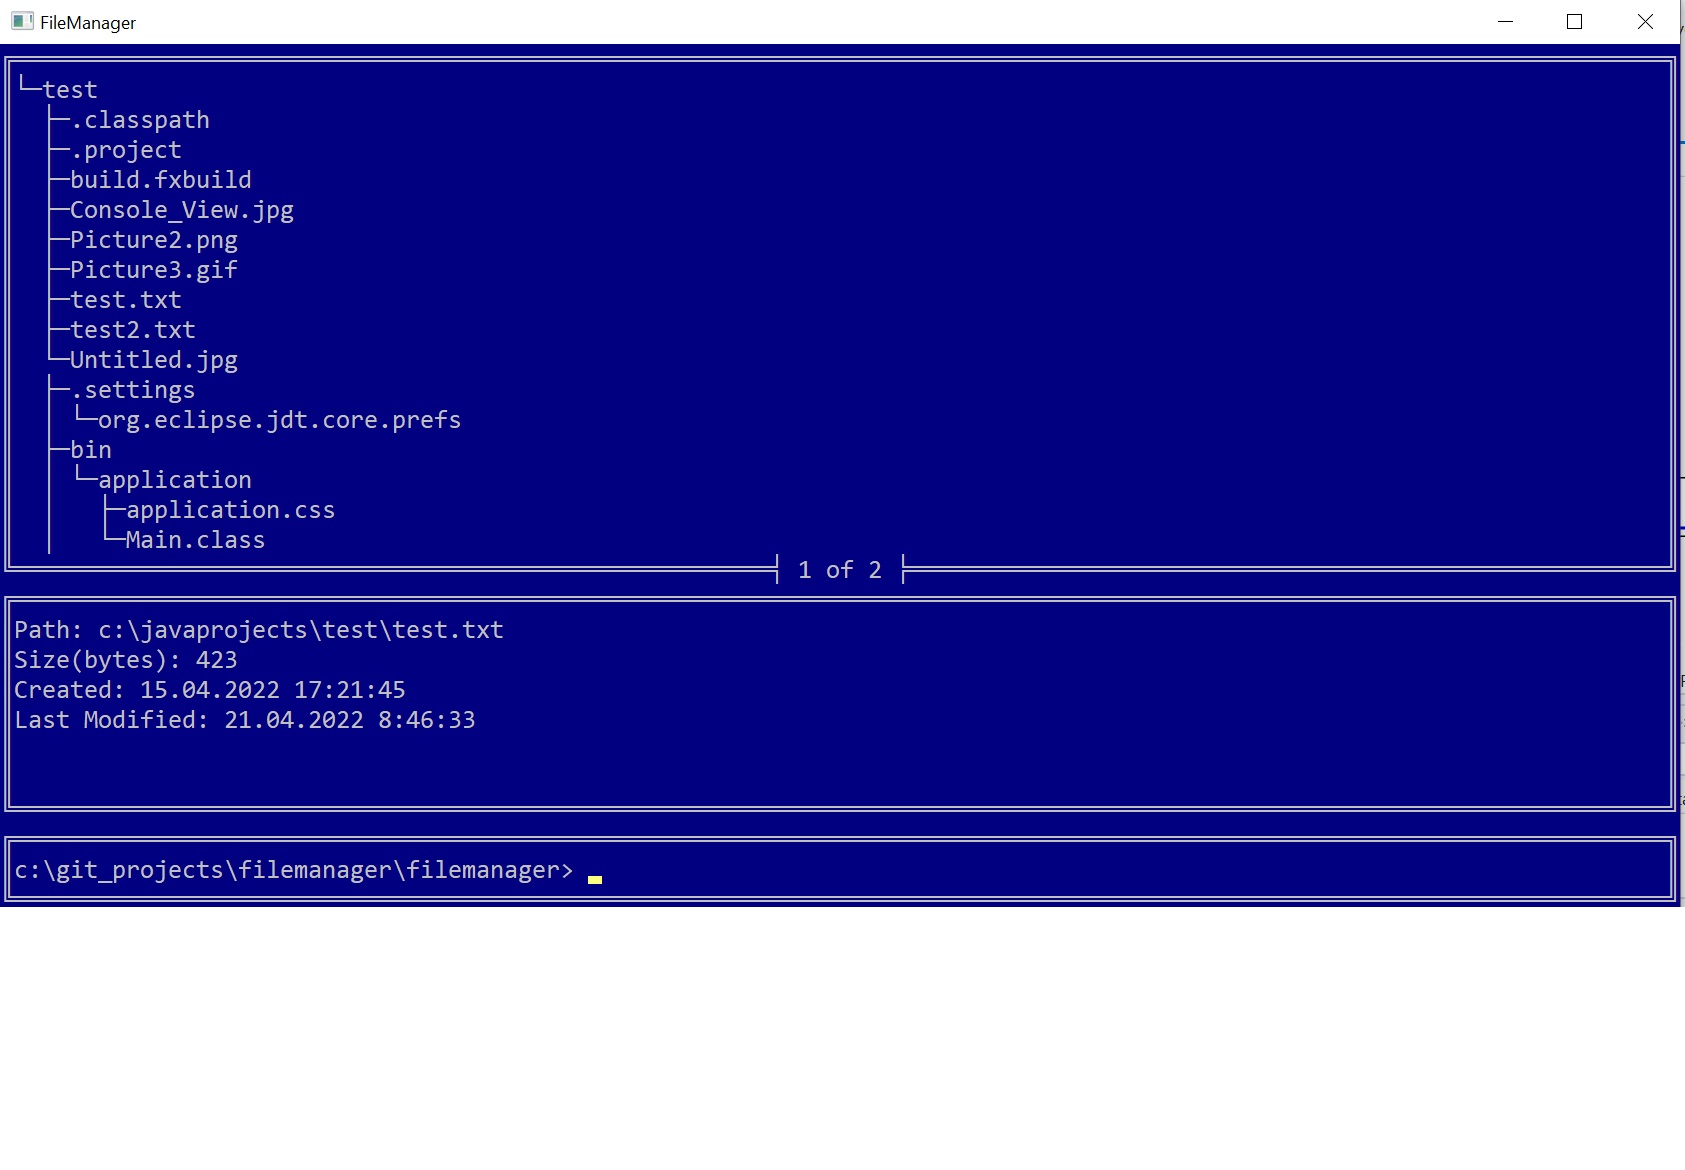 FileManager
└─test
├─.classpath
├─.project
├─build.fxbuild
├─Console_View.jpg
├─Picture2.png
├─Picture3.gif
├─test.txt
├─test2.txt
└─Untitled.jpg
├─.settings
│ └─org.eclipse.jdt.core.prefs
├─bin
│ └─application
│   ├─application.css
│   └─Main.class
1 of 2
Path: c:\javaprojects\test\test.txt
Size(bytes): 423
Created: 15.04.2022 17:21:45
Last Modified: 21.04.2022 8:46:33
c:\git_projects\filemanager\filemanager>